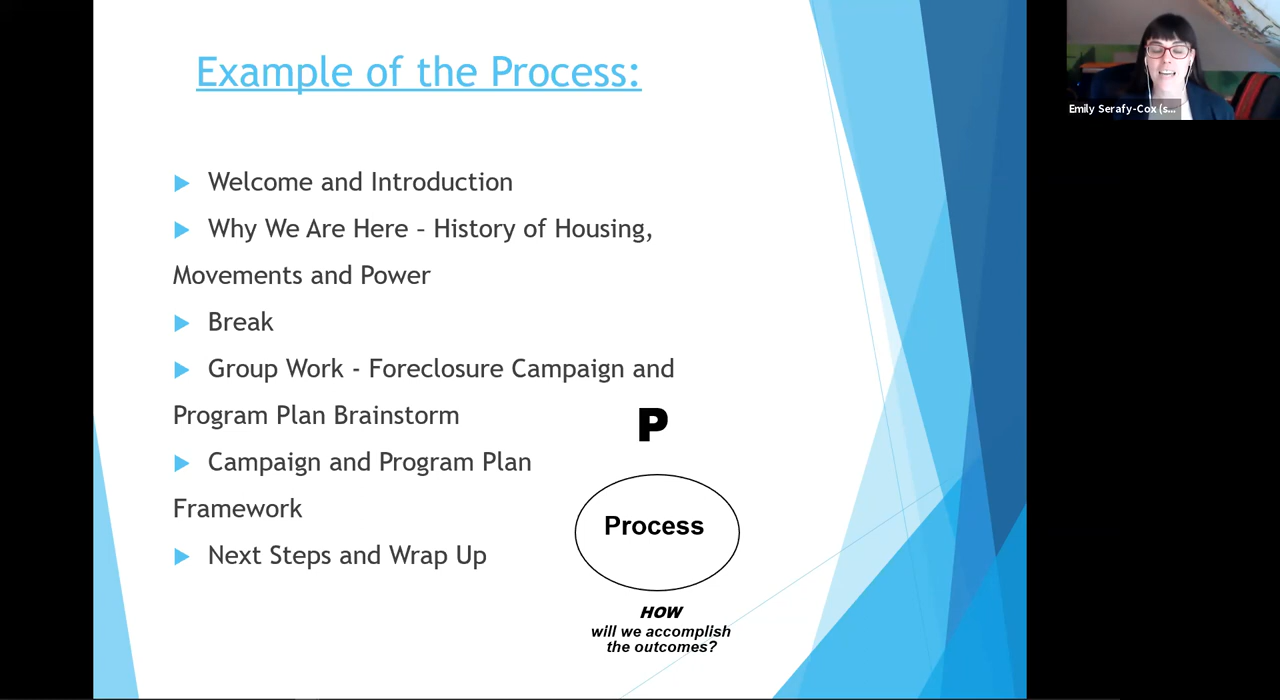 Example of the Process:
Welcome and Introduction
Why We Are Here – History of Housing,
Movements and Power
Break
Group Work - Foreclosure Campaign and
Program Plan Brainstorm
Campaign and Program Plan
Framework
Next Steps and Wrap Up
P
Process
HOW
will we accomplish
the outcomes?
Emily Serafy-Cox (s...